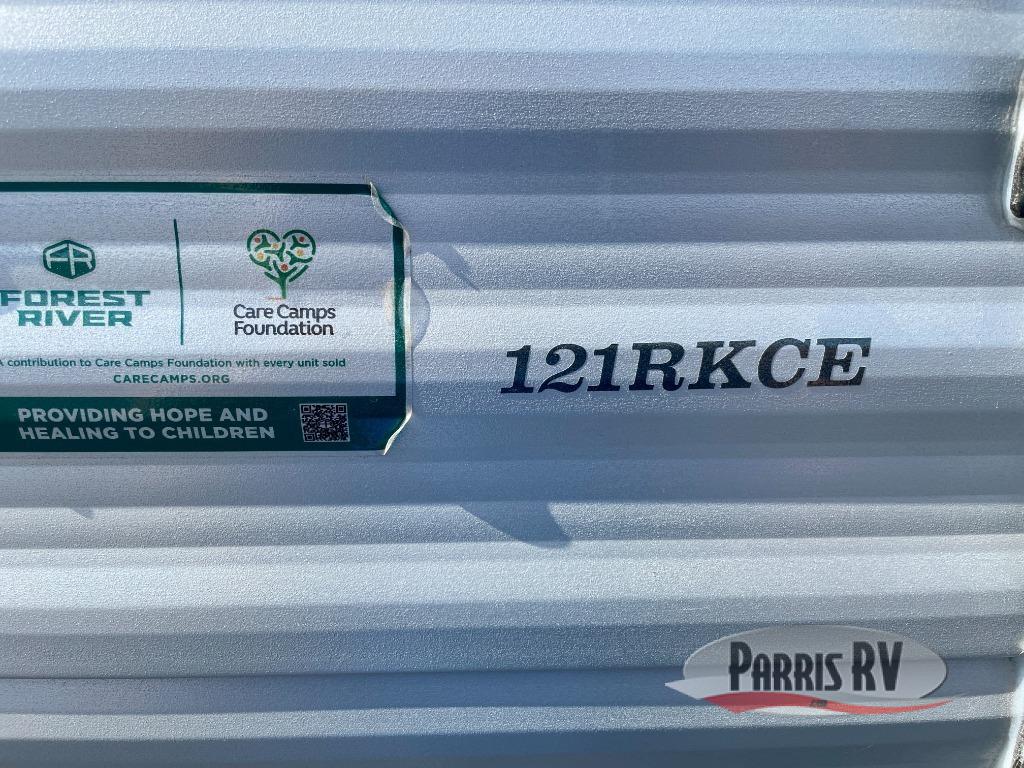 FR
FOREST
RIVER
Care Camps
Foundation
A contribution to Care Camps Foundation with every unit sold
CARECAMPS.ORG
PROVIDING HOPE AND
HEALING TO CHILDREN
121RKCE
PARRIS RV